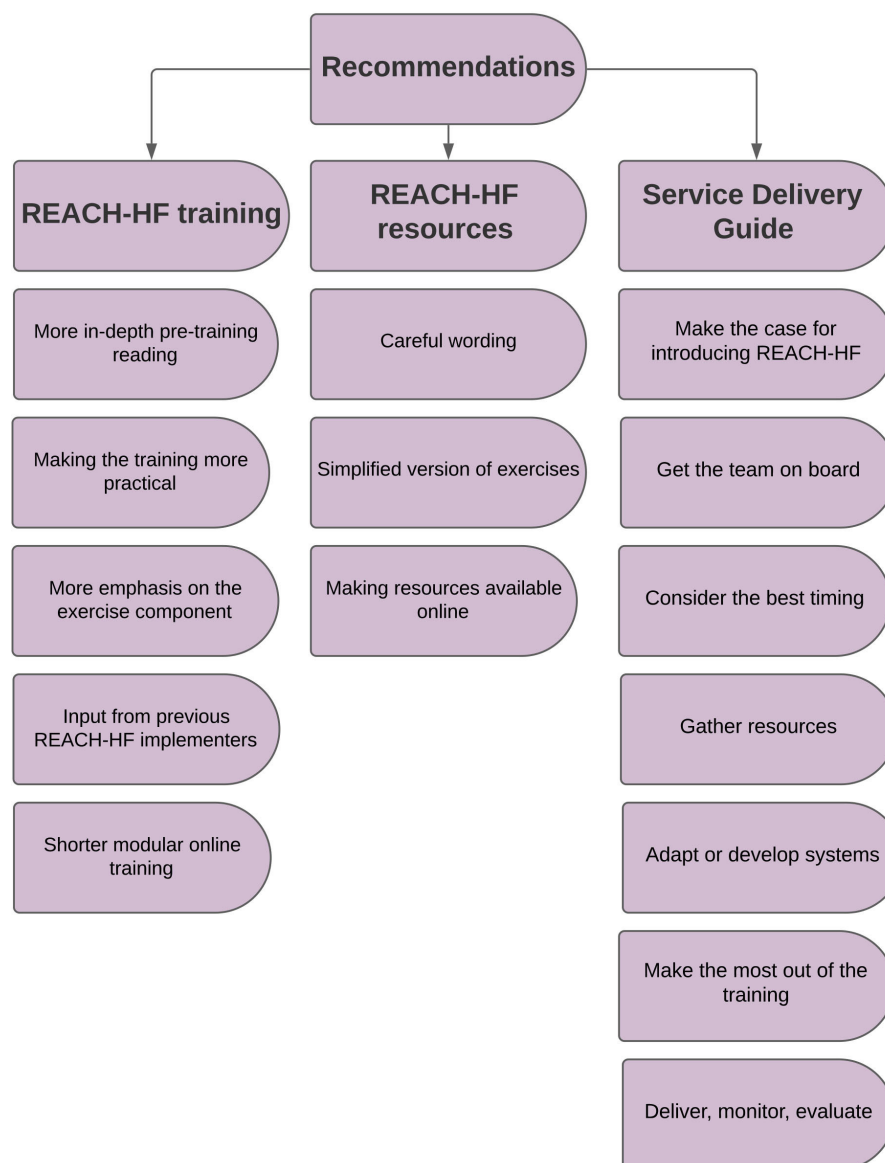 Recommendations
REACH-HF training
More in-depth pre-training
reading
Making the training more
practical
More emphasis on the
exercise component
Input from previous
REACH-HF implementers
Shorter modular online
training
REACH-HF
resources
Careful wording
Simplified version of exercises
Making resources available
online
Service Delivery
Guide
Make the case for
introducing REACH-HF
Get the team on board
Consider the best timing
Gather resources
Adapt or develop systems
Make the most out of the
training
Deliver, monitor, evaluate